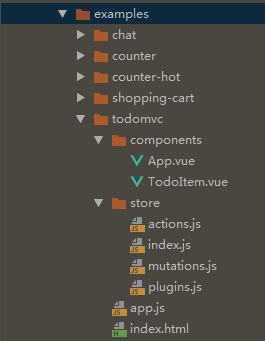 examples
chat
counter
counter-hot
shopping-cart
todomvc
components
App.vue
TodoItem.vue
store
actions.js
index.js
mutations.js
plugins.js
app.js
index.html